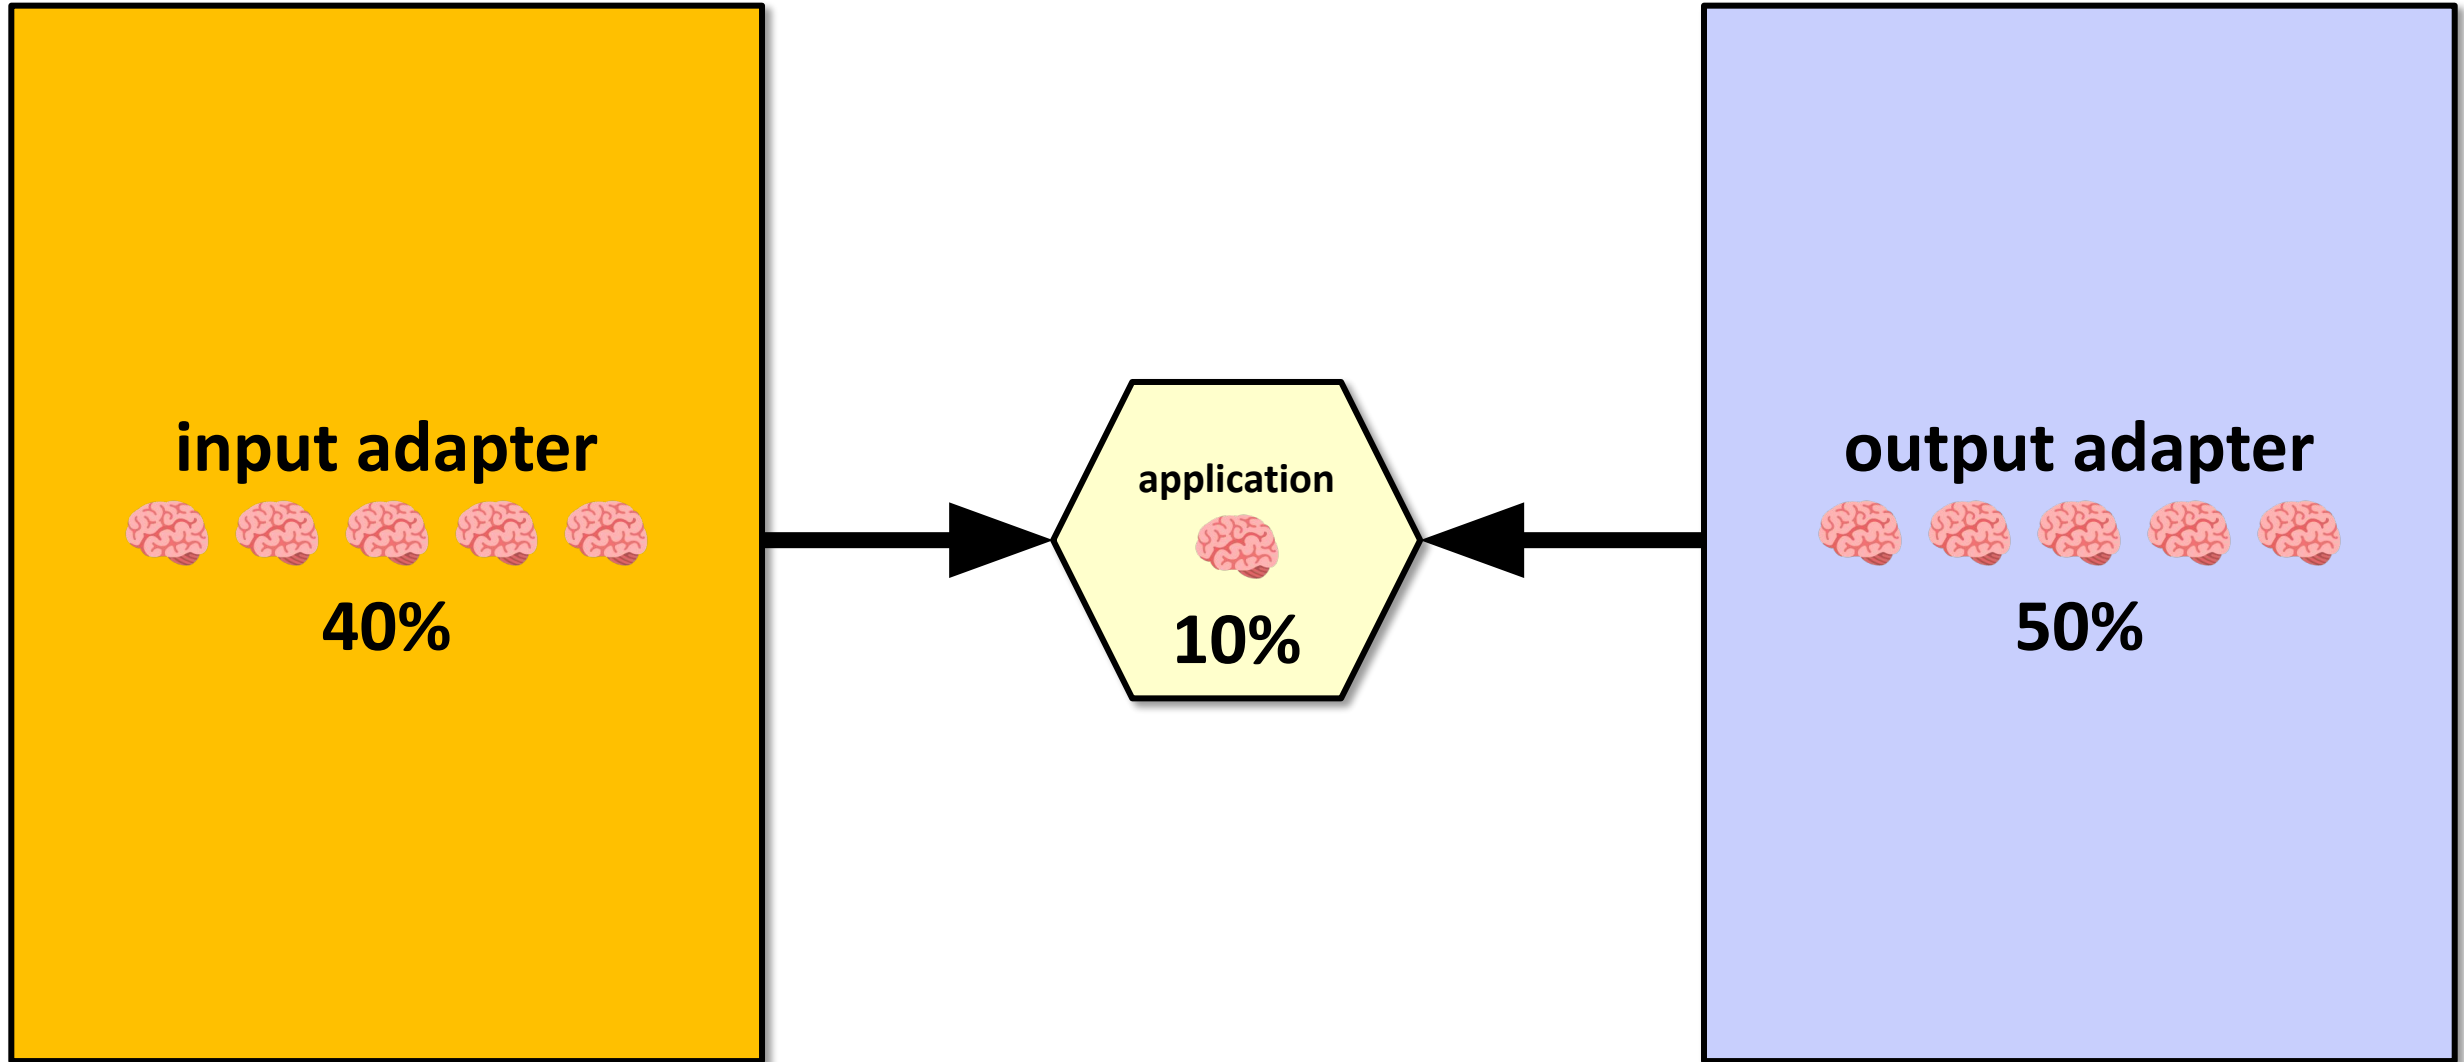 input adapter
40%
application
10%
output adapter
50%